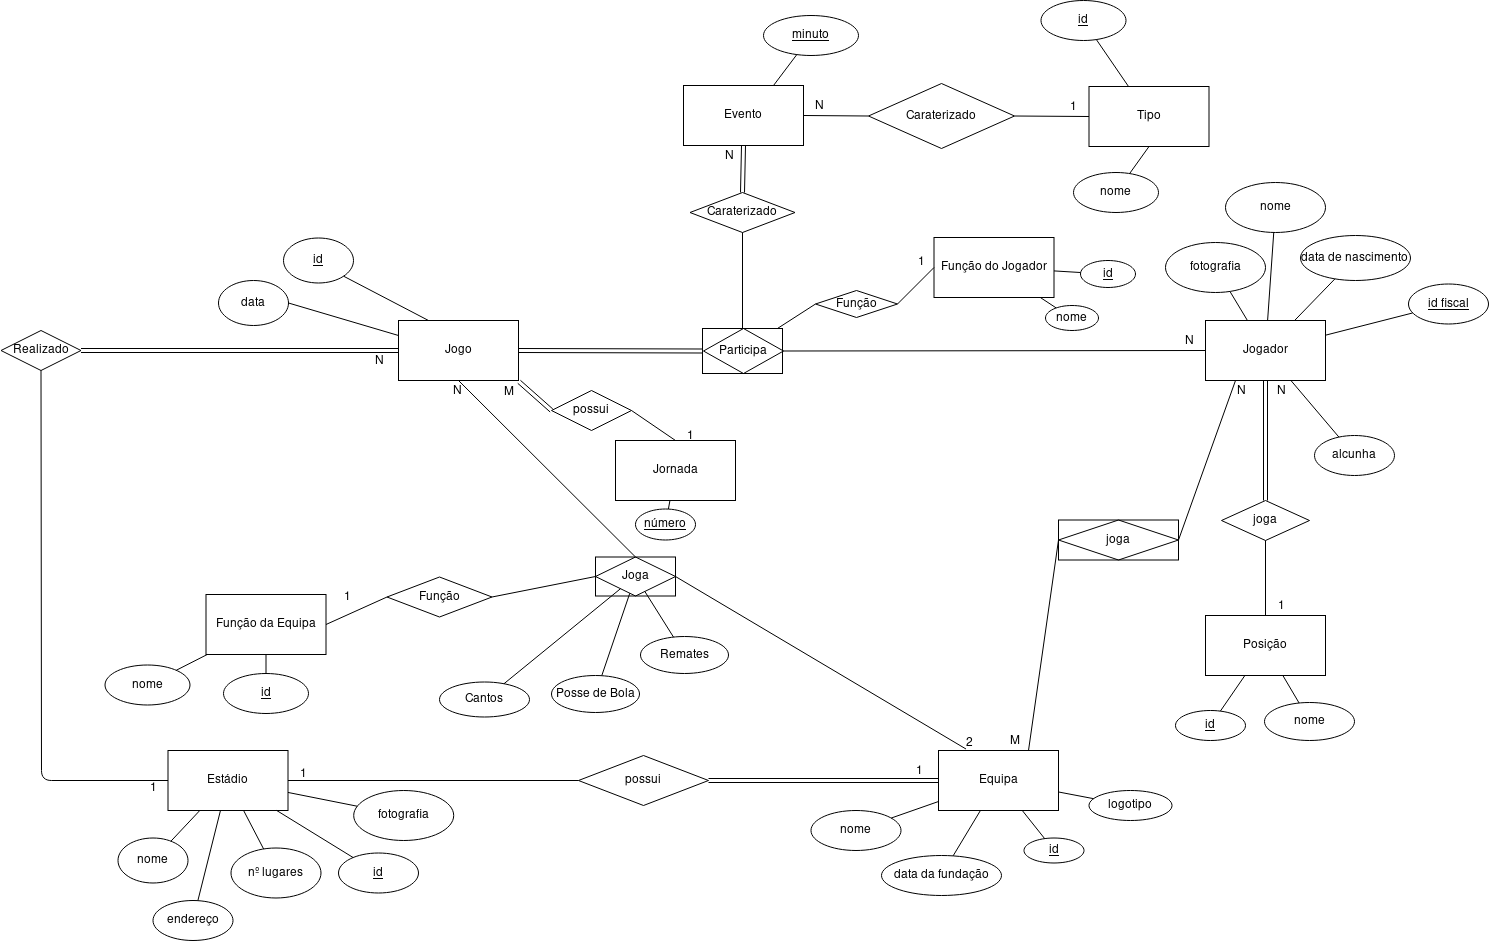 id
minuto
N
Caraterizado
1
Evento
Tipo
N
nome
nome
Caraterizado
id
1
Função do Jogador
fotografia
data de nascimento
id
data
Função
nome
id fiscal
Realizado
N
Jogo
Participa
N
Jogador
N
M
possui
N
N
1
Jornada
alcunha
número
joga
joga
Joga
1
Função
1
Função da Equipa
Posição
nome
id
Remates
Cantos
Posse de Bola
id
nome
2
M
Estádio
1
1
possui
1
Equipa
fotografia
logotipo
nome
nome
id
nº lugares
id
data da fundação
endereço